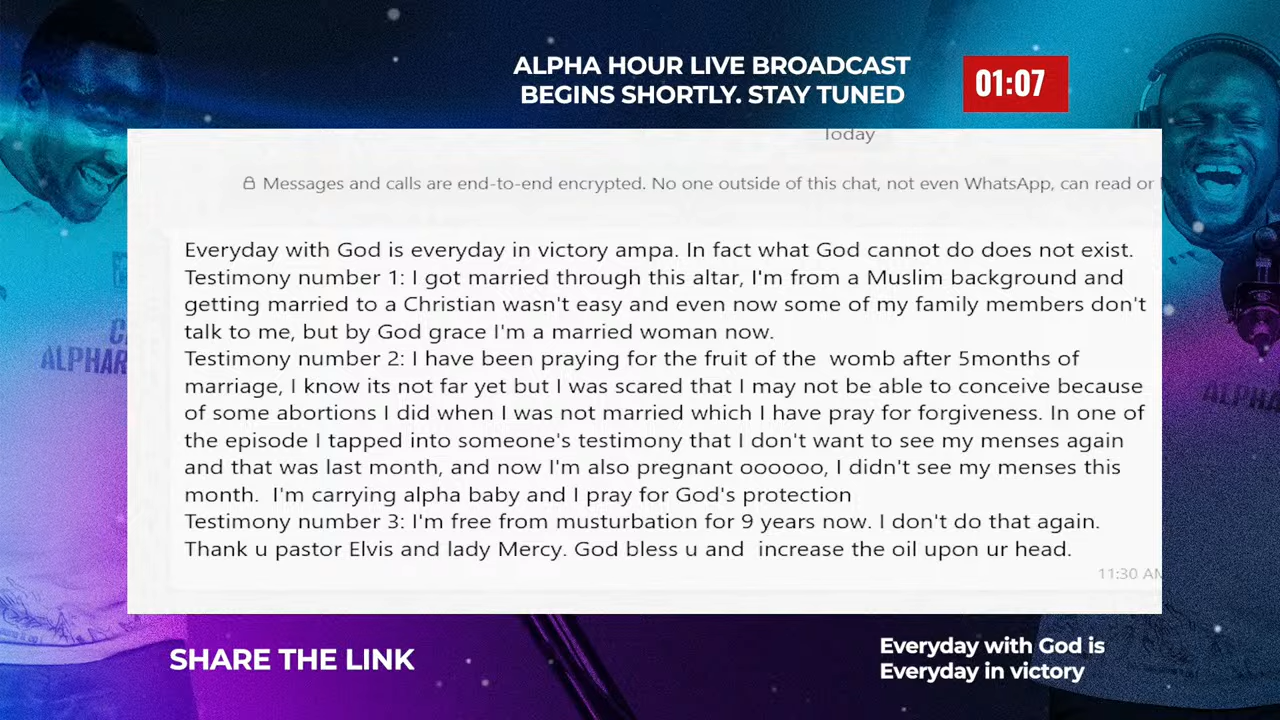 ALPHA HOUR LIVE BROADCAST
BEGINS SHORTLY. STAY TUNED
01:07
Today
Messages and calls are end-to-end encrypted. No one outside of this chat, not even WhatsApp, can read or
Everyday with God is everyday in victory ampa. In fact what God cannot do does not exist.
Testimony number 1: I got married through this altar, I'm from a Muslim background and
getting married to a Christian wasn't easy and even now some of my family members don't
talk to me, but by God grace I'm a married woman now.
Testimony number 2: I have been praying for the fruit of the  womb after 5months of
marriage, I know its not far yet but I was scared that I may not be able to conceive because
of some abortions I did when I was not married which I have pray for forgiveness. In one of
the episode I tapped into someone's testimony that I don't want to see my menses again
and that was last month, and now I'm also pregnant oooooo, I didn't see my menses this
month.  I'm carrying alpha baby and I pray for God's protection
Testimony number 3: I'm free from musturbation for 9 years now. I don't do that again.
Thank u pastor Elvis and lady Mercy. God bless u and  increase the oil upon ur head.
11:30 AM
SHARE THE LINK
Everyday with God is
Everyday in victory